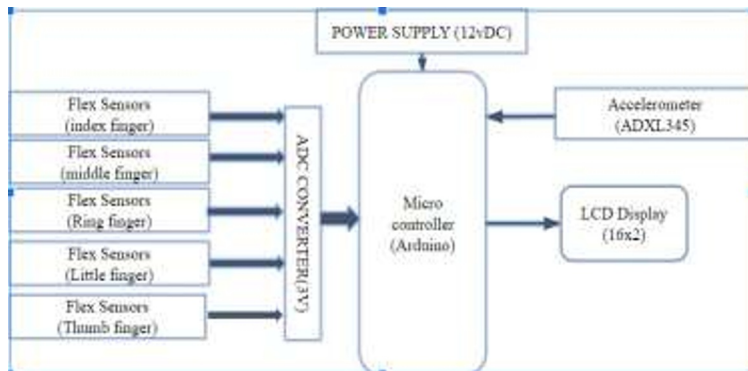 POWER SUPPLY (12vDC)
Flex Sensors
(index finger)
Flex Sensors
(middle finger)
Flex Sensors
(Ring finger)
Flex Sensors
(Little finger)
Flex Sensors
(Thumb finger)
ADC CONVERTER(3V)
Micro
controller
(Arduino)
Accelerometer
(ADXL345)
LCD Display
(16x2)